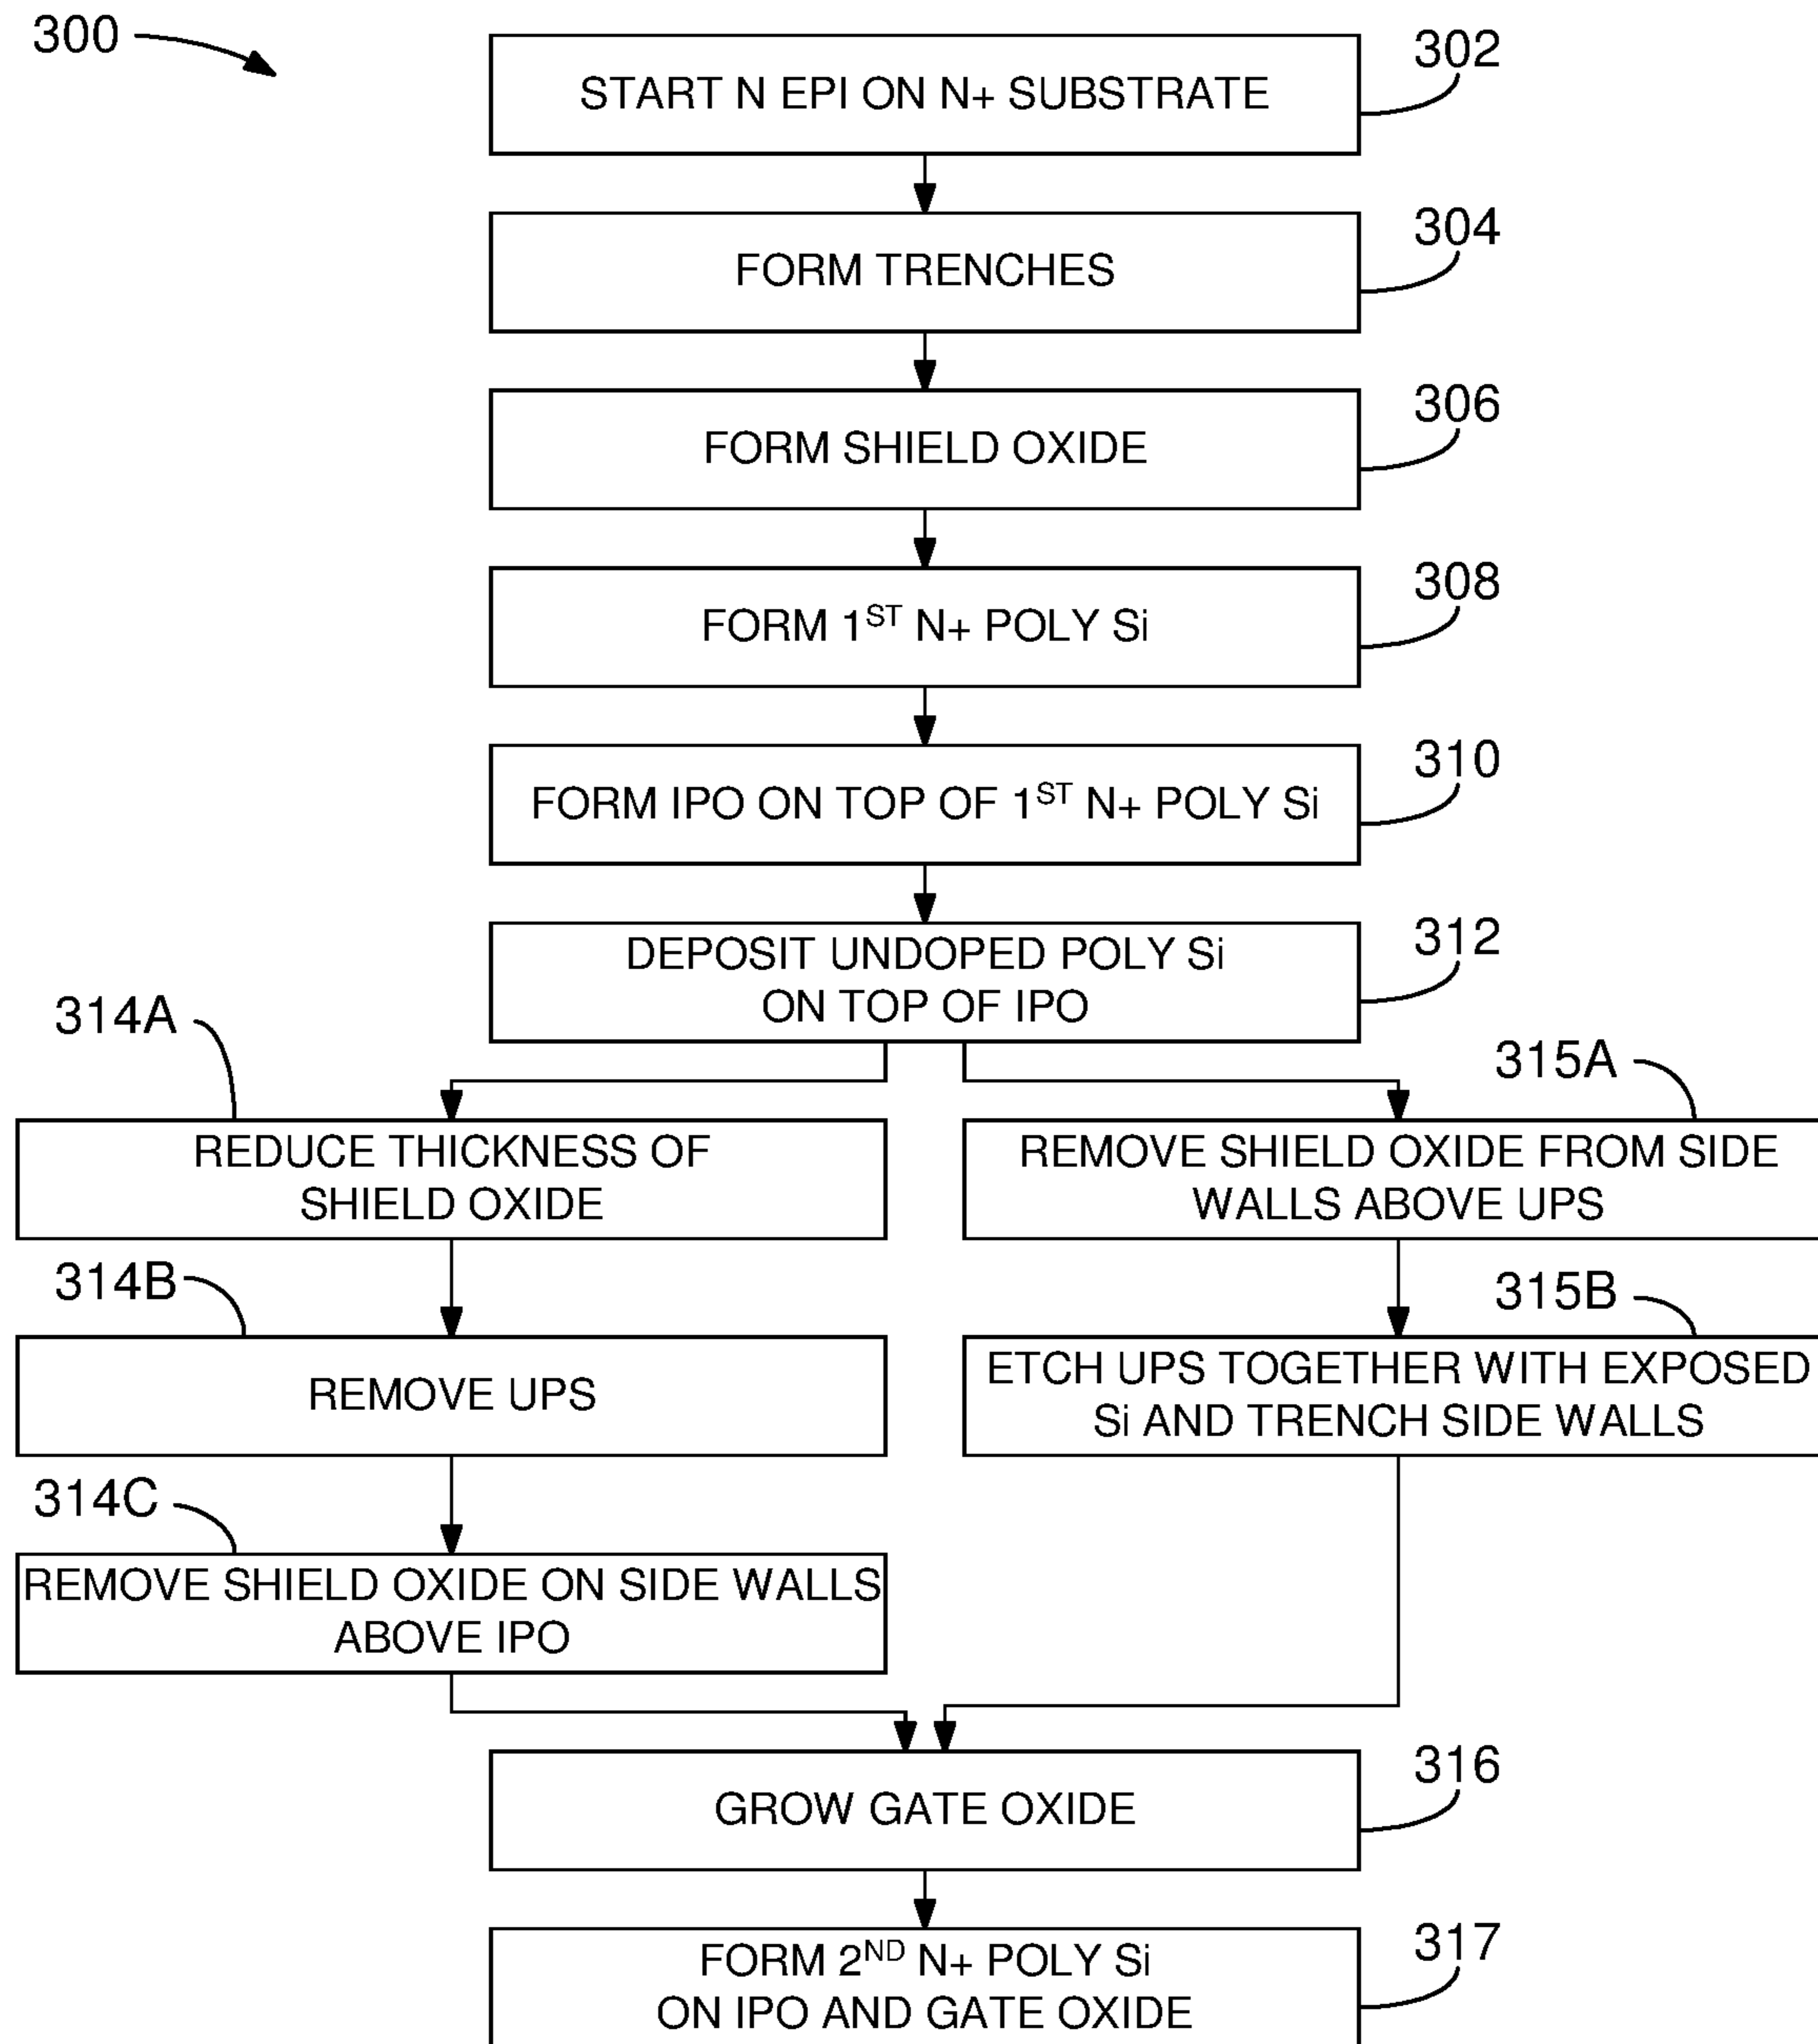 300
302
START N EPI ON N+ SUBSTRATE
304
FORM TRENCHES
306
FORM SHIELD OXIDE
308
FORM 1ST N+ POLY Si
310
FORM IPO ON TOP OF 1ST N+ POLY Si
312
DEPOSIT UNDOPED POLY Si
ON TOP OF IPO
314A
REDUCE THICKNESS OF
SHIELD OXIDE
315A
REMOVE SHIELD OXIDE FROM SIDE
WALLS ABOVE UPS
314B
REMOVE UPS
315B
ETCH UPS TOGETHER WITH EXPOSED
Si AND TRENCH SIDE WALLS
314C
REMOVE SHIELD OXIDE ON SIDE WALLS
ABOVE IPO
316
GROW GATE OXIDE
317
FORM 2ND N+ POLY Si
ON IPO AND GATE OXIDE